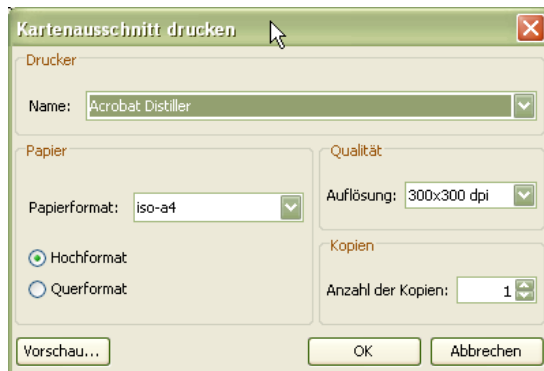 Kartenausschnitt drucken
Drucker
Name: Acrobat Distiller
Papier
Papierformat: iso-a4
Hochformat
Querformat
Qualität
Auflösung: 300x300 dpi
Kopien
Anzahl der Kopien: 1
Vorschau... OK Abbrechen